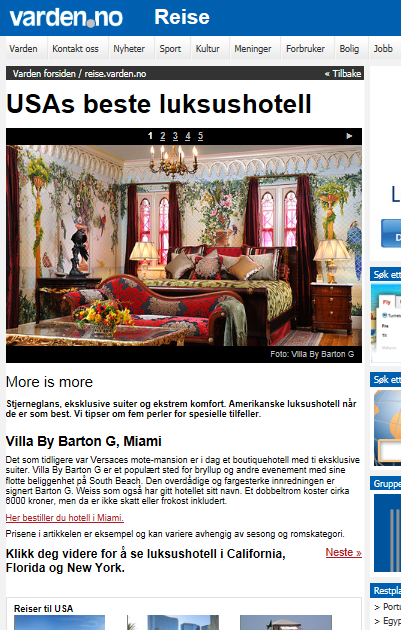 varden.no Reise
Varden Kontakt oss Nyheter Sport Kultur Meninger Forbruker Bolig Jobb
Varden forsiden / reise.varden.no « Tilbake
USAs beste luksushotell
1 2 3 4 5
Foto: Villa By Barton G
More is more
Stjerneglans, eksklusive suiter og ekstrem komfort. Amerikanske luksushotell når
de er som best. Vi tipser om fem perler for spesielle tilfeller.
Villa By Barton G, Miami
Det som tidligere var Versaces mote-mansion er i dag et boutiquehotell med ti eksklusive
suiter. Villa By Barton G er et populært sted for bryllup og andre evenement med sine
flotte beliggenhet på South Beach. Den overdådige og fargesterke innredningen er
signert Barton G. Weiss som også har gitt hotellet sitt navn. Et dobbeltrom koster cirka
6000 kroner, men da er ikke skatt eller frokost inkludert.
Her bestiller du hotell i Miami.
Prisene i artikkelen er eksempel og kan variere avhengig av sesong og romskategori.
Klikk deg videre for å se luksushotell i California,
Florida og New York.
Neste »
Reiser til USA
L
D
Søk ett
Fly
Fra
Til
Søk ett
Gruppe
Restpla
> Portu
> Egyp